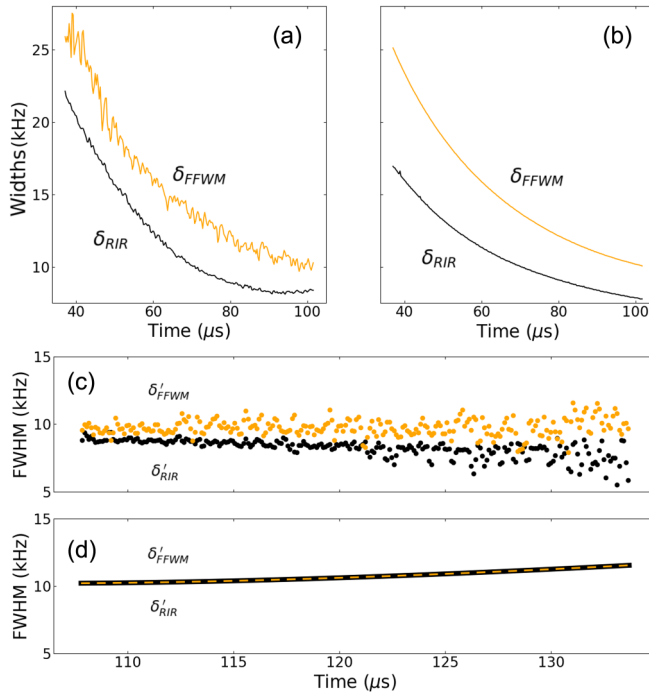 (a)
(b)
25
20
15
10
Widths (kHz)
δFFWM
δRIR
δFFWM
δRIR
40 60 80 100
40 60 80 100
Time (μs)
Time (μs)
(c)
15
10
5
FWHM (kHz)
δ′FFWM
δ′RIR
(d)
15
10
5
FWHM (kHz)
δ′FFWM
δ′RIR
110 115 120 125 130
Time (μs)